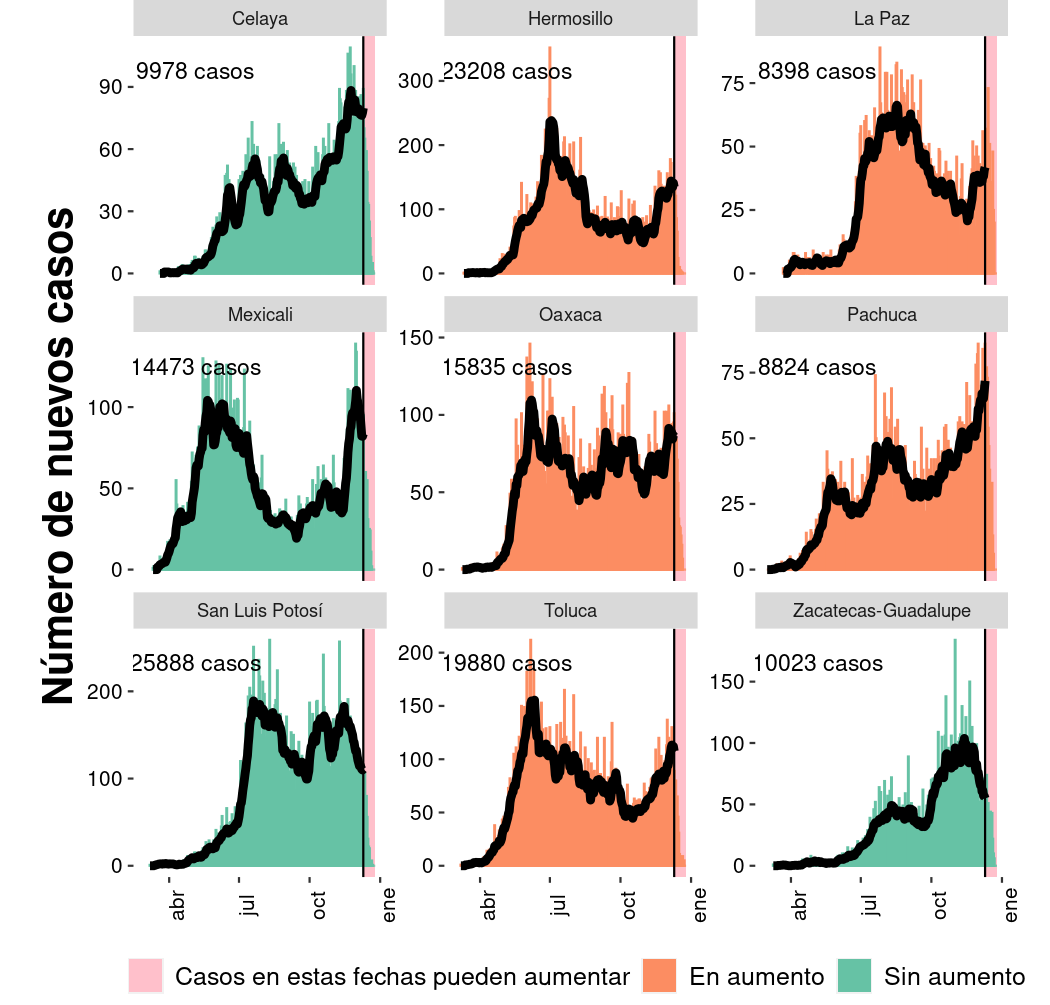 Número de nuevos casos
Celaya
Hermosillo
La Paz
9978 casos
23208 casos
8398 casos
90
60
30
0
300
200
100
0
75
50
25
0
Mexicali
Oaxaca
Pachuca
14473 casos
15835 casos
8824 casos
100
50
0
150
100
50
0
75
50
25
0
San Luis Potosí
Toluca
Zacatecas-Guadalupe
25888 casos
19880 casos
10023 casos
200
100
0
200
150
100
50
0
150
100
50
0
abr
jul
oct
ene
abr
jul
oct
ene
abr
jul
oct
ene
Casos en estas fechas pueden aumentar
En aumento
Sin aumento